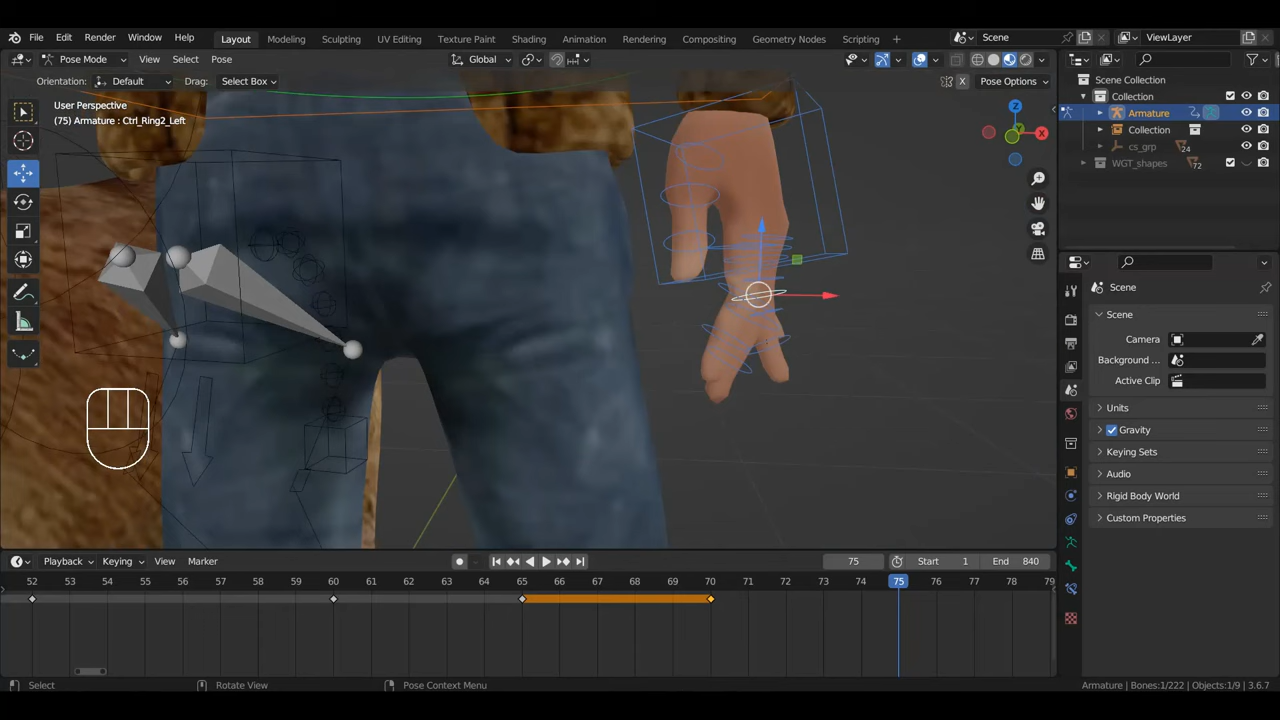 File Edit Render Window Help Layout Modeling Sculpting UV Editing Texture Paint Shading Animation Rendering Compositing Geometry Nodes Scripting + Scene ViewLayer
Pose Mode View Select Pose Global
Orientation: Default Drag: Select Box X Pose Options
User Perspective
(75) Armature : Ctrl_Ring2_Left
Z
X
Scene Collection
Collection
Armature
Collection
cs_grp 24
WGT_shapes 72
Scene
Scene
Camera
Background ...
Active Clip
Units
Gravity
Keying Sets
Audio
Rigid Body World
Custom Properties
Playback Keying View Marker 75 Start 1 End 840
52 53 54 55 56 57 58 59 60 61 62 63 64 65 66 67 68 69 70 71 72 73 74 75 76 77 78 79
Select Rotate View Pose Context Menu Armature | Bones:1/222 | Objects:1/9 | 3.6.7